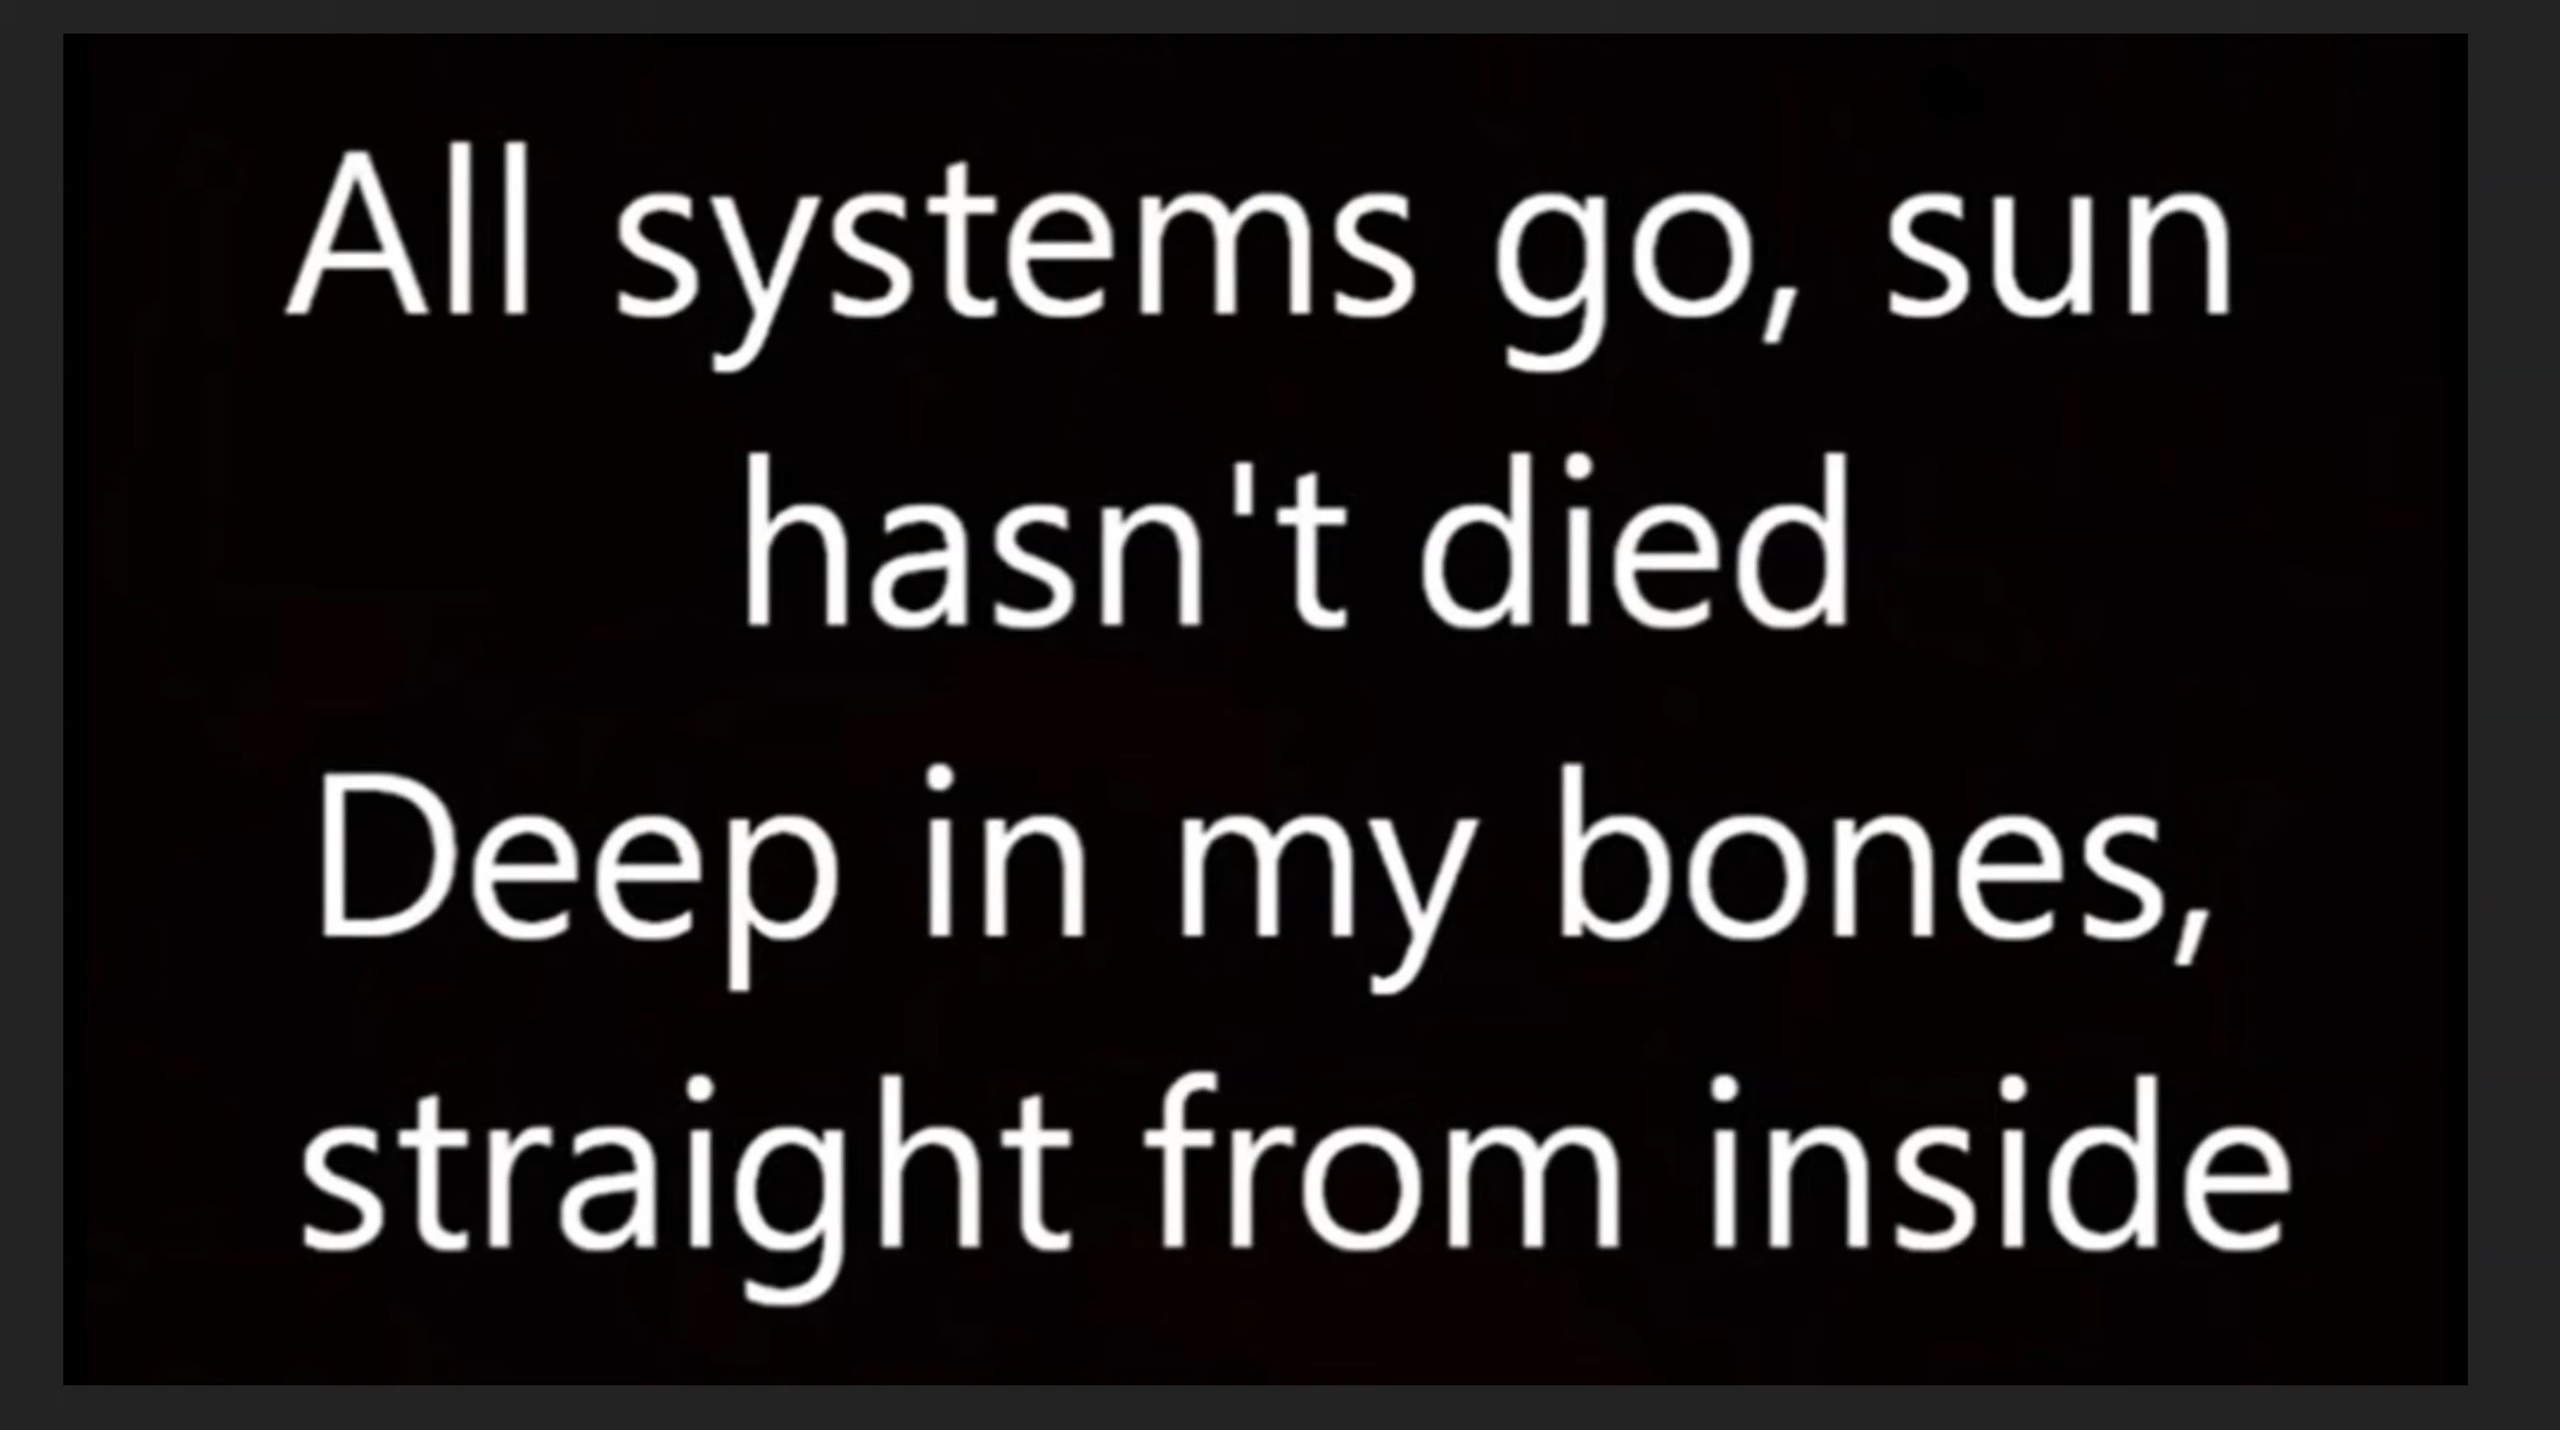 All systems go, sun
hasn't died
Deep in my bones,
straight from inside